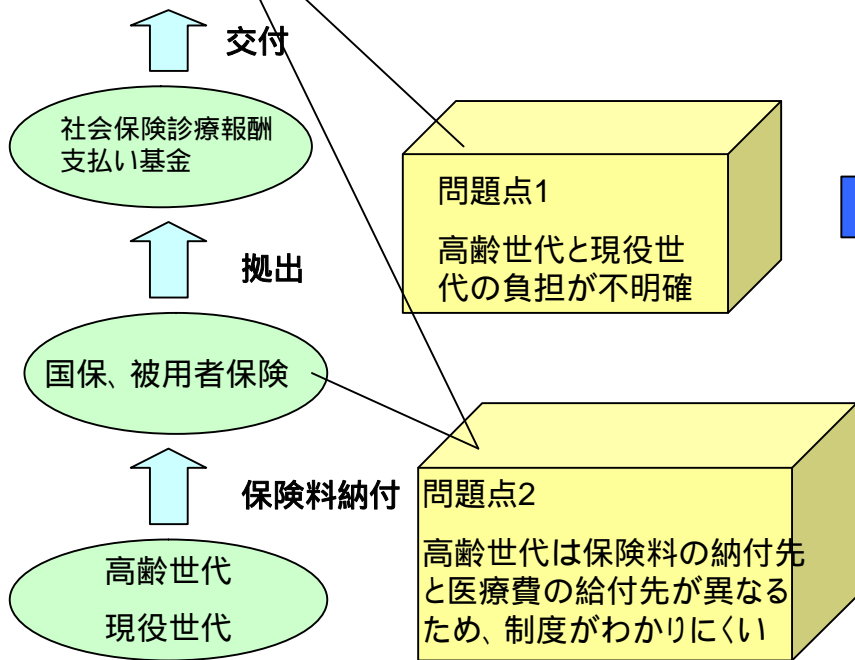 交付
社会保険診療報酬
支払い基金
拠出
国保、被用者保険
保険料納付
高齢世代
現役世代
問題点1
高齢世代と現役世
代の負担が不明確
問題点2
高齢世代は保険料の納付先
と医療費の給付先が異なる
ため、制度がわかりにくい